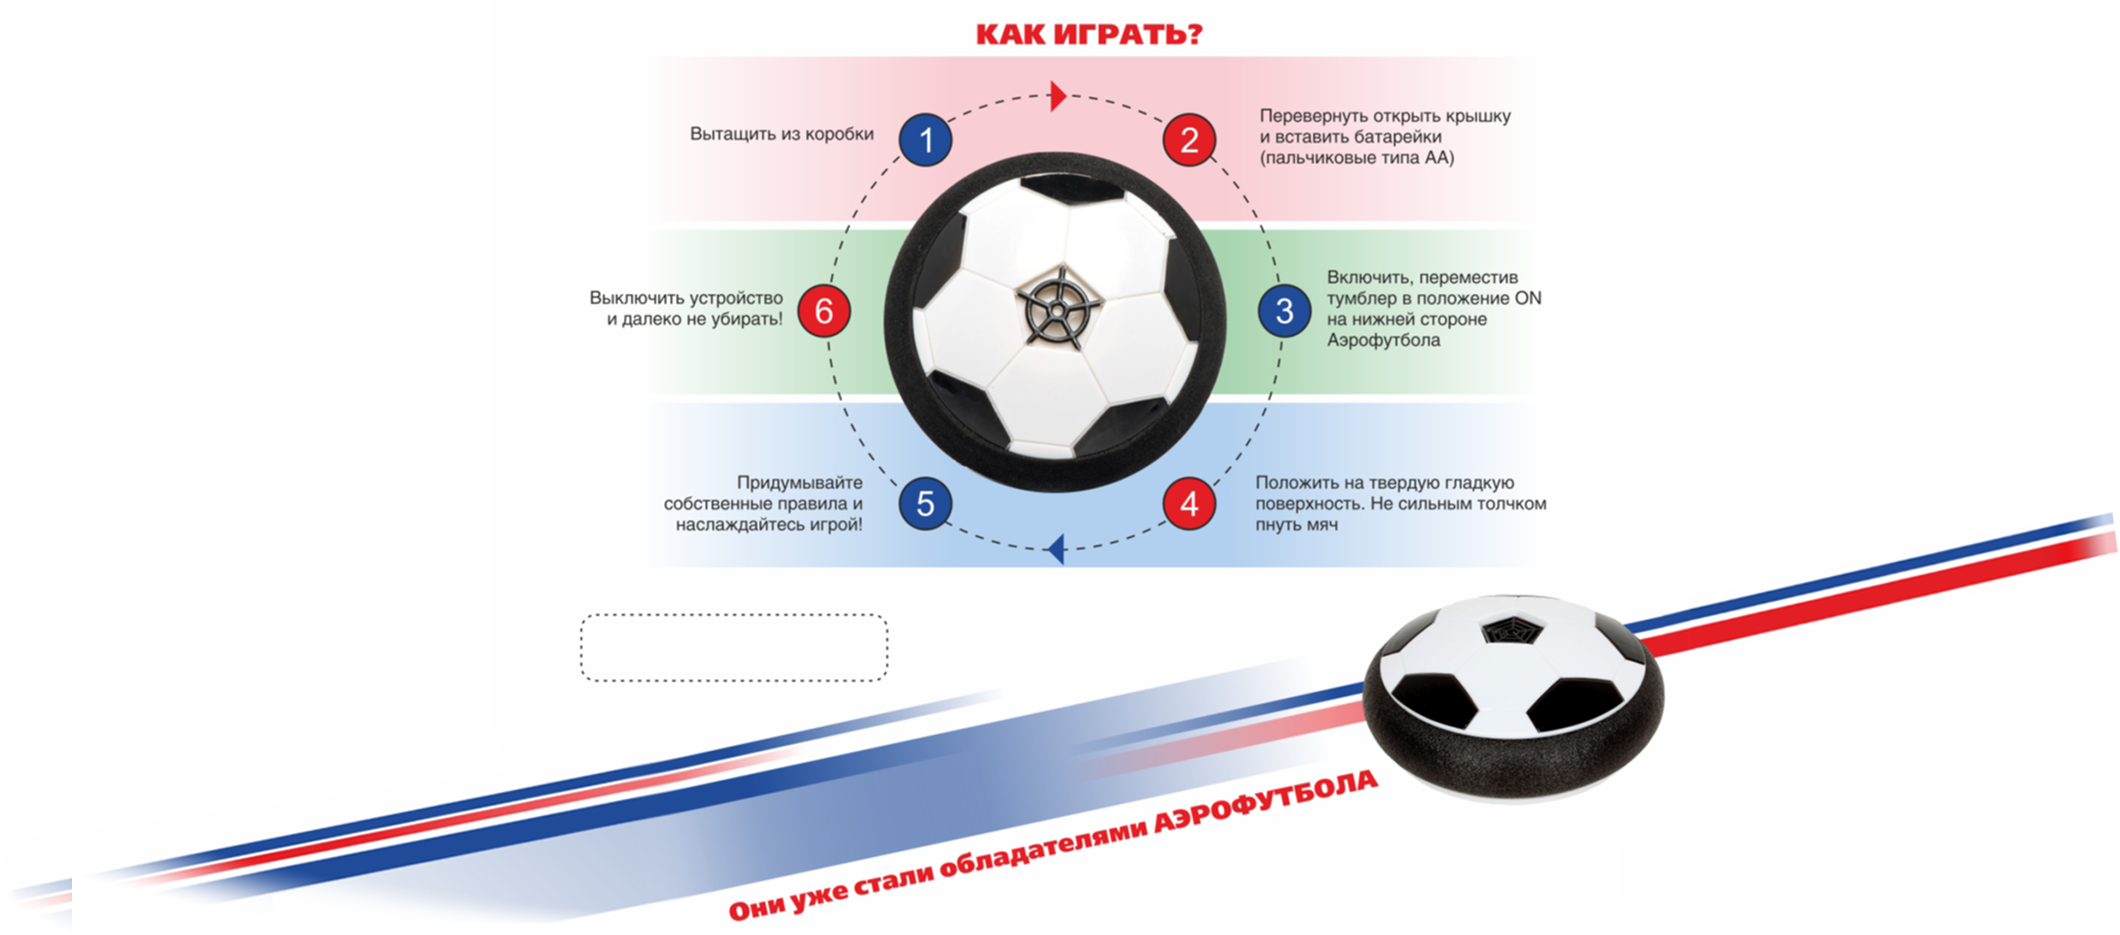 КАК ИГРАТЬ?
1
Вытащить из коробки
2
Перевернуть открыть крышку
и вставить батарейки
(пальчиковые типа АА)
3
Включить, переместив
тумблер в положение ON
на нижней стороне
Аэрофутбола
4
Положить на твердую гладкую
поверхность. Не сильным толчком
пнуть мяч
5
Придумывайте
собственные правила и
наслаждайтесь игрой!
6
Выключить устройство
и далеко не убирать!
Они уже стали обладателями АЭРОФУТБОЛА